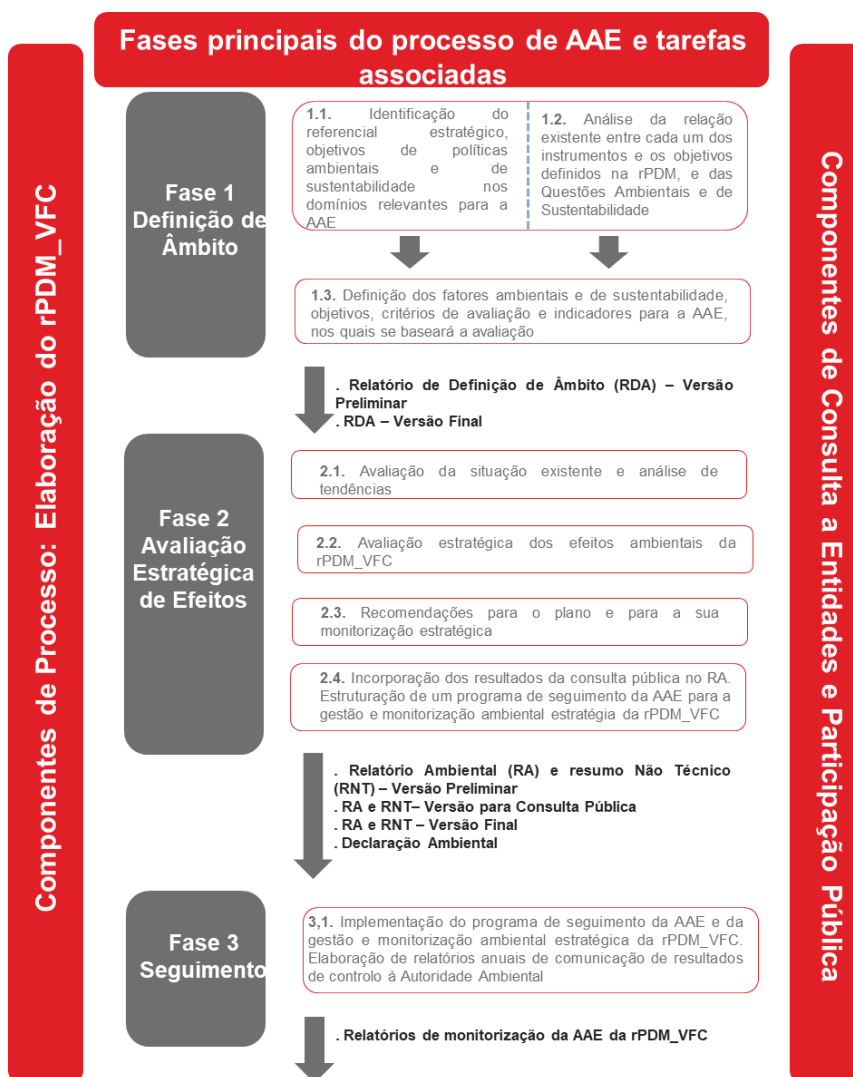 Fases principais do processo de AAE e tarefas
associadas
Componentes de Processo: Elaboração do rPDM_VFC
Fase 1
Definição de
Âmbito
1.1. Identificação do
referencial estratégico,
objetivos de políticas
ambientais e de
sustentabilidade nos
domínios relevantes para a
AAE
1.2. Análise da relação
existente entre cada um dos
instrumentos e os objetivos
definidos na rPDM, e das
Questões Ambientais e de
Sustentabilidade
1.3. Definição dos fatores ambientais e de sustentabilidade,
objetivos, critérios de avaliação e indicadores para a AAE,
nos quais se baseará a avaliação
. Relatório de Definição de Âmbito (RDA) – Versão
Preliminar
. RDA – Versão Final
Fase 2
Avaliação
Estratégica
de Efeitos
2.1. Avaliação da situação existente e análise de
tendências
2.2. Avaliação estratégica dos efeitos ambientais da
rPDM_VFC
2.3. Recomendações para o plano e para a sua
monitorização estratégica
2.4. Incorporação dos resultados da consulta pública no RA.
Estruturação de um programa de seguimento da AAE para a
gestão e monitorização ambiental estratégia da rPDM_VFC
. Relatório Ambiental (RA) e resumo Não Técnico
(RNT) – Versão Preliminar
. RA e RNT– Versão para Consulta Pública
. RA e RNT – Versão Final
. Declaração Ambiental
Fase 3
Seguimento
3,1. Implementação do programa de seguimento da AAE e da
gestão e monitorização ambiental estratégica da rPDM_VFC.
Elaboração de relatórios anuais de comunicação de resultados
de controlo à Autoridade Ambiental
. Relatórios de monitorização da AAE da rPDM_VFC
Componentes de Consulta a Entidades e Participação Pública